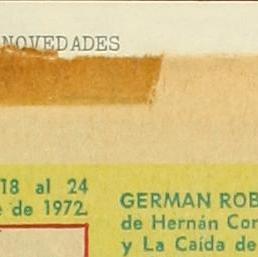 NOVEDADES
18 al 24
de 1972
GERMAN ROB
de Hernán Cor
y La Caída de